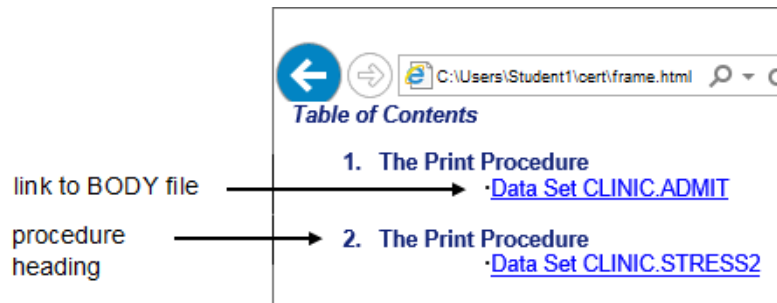 C:\Users\Student1\cert\frame.html
Table of Contents
1. The Print Procedure
link to BODY file
·Data Set CLINIC.ADMIT
procedure
heading
2. The Print Procedure
·Data Set CLINIC.STRESS2